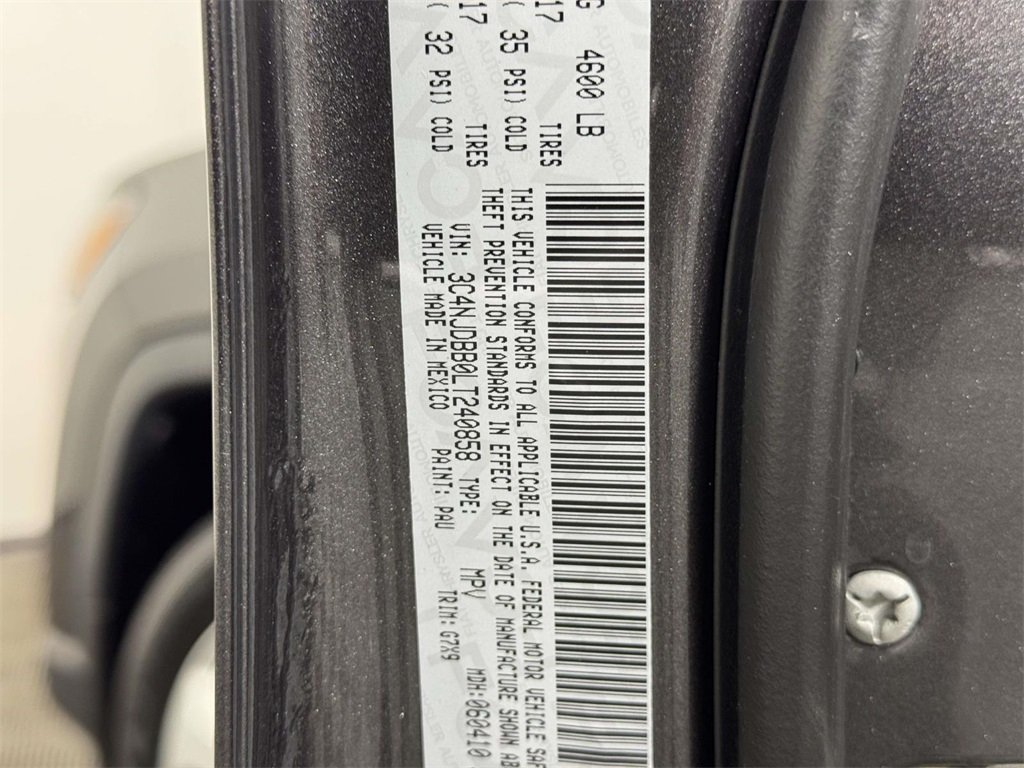 G 4600 LB
17 TIRES
35 PSI) COLD
17 TIRES
32 PSI) COLD
THIS VEHICLE CONFORMS TO ALL APPLICABLE U.S.A. FEDERAL MOTOR VEHICLE SAF
THEFT PREVENTION STANDARDS IN EFFECT ON THE DATE OF MANUFACTURE SHOWN AB
VIN: 3C4NJDBB0LT240858 TYPE: MPV MDH:060410
VEHICLE MADE IN MEXICO PAINT: PAU TRIM: G7X9